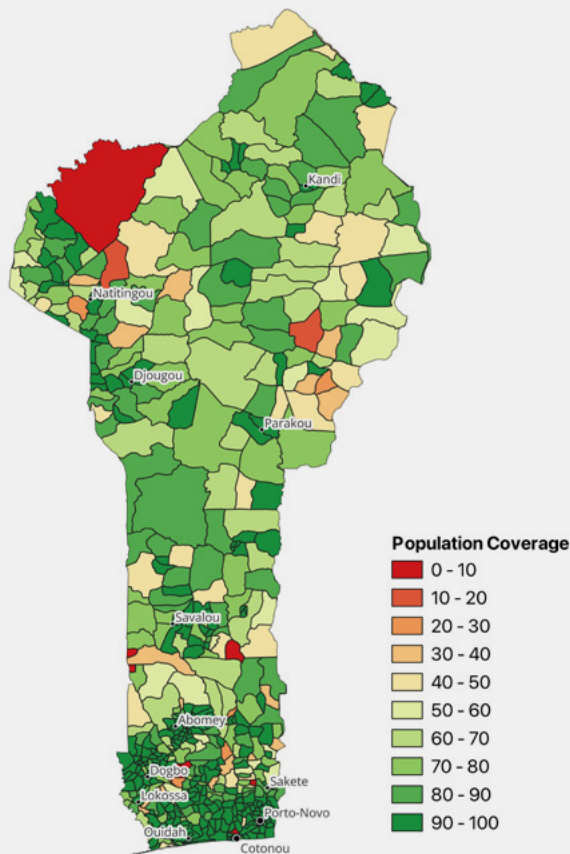 Kandi
Natitingou
Djougou
Parakou
Population Coverage
0 - 10
10 - 20
20 - 30
30 - 40
40 - 50
50 - 60
60 - 70
70 - 80
80 - 90
90 - 100
Savalou
Abomey
Dogbo
Sakete
Lokossa
Porto-Novo
Ouidah
Cotonou